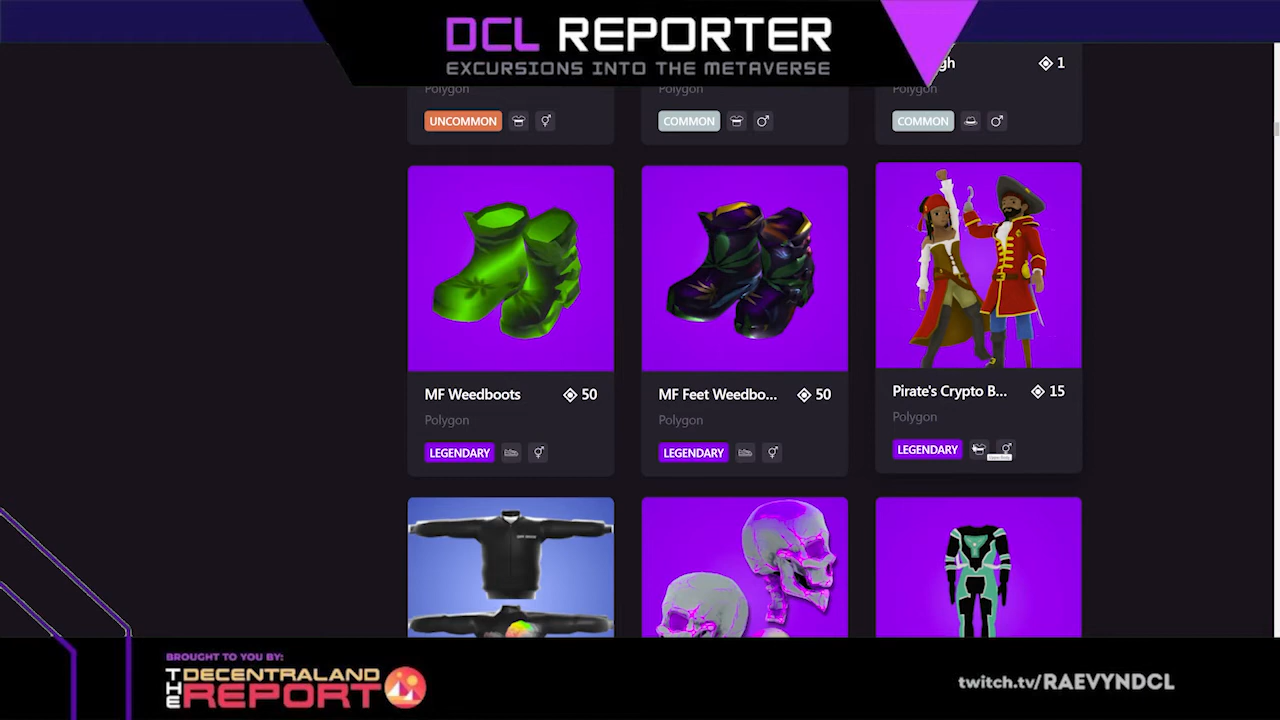 DCL REPORTER
EXCURSIONS INTO THE METAVERSE
gh 1
Polygon Polygon Polygon
UNCOMMON COMMON COMMON
MF Weedboots 50
Polygon
LEGENDARY
MF Feet Weedbo... 50
Polygon
LEGENDARY
Pirate's Crypto B... 15
Polygon
LEGENDARY
BROUGHT TO YOU BY:
THE DECENTRALAND
REPORT
twitch.tv/RAEVYNDCL